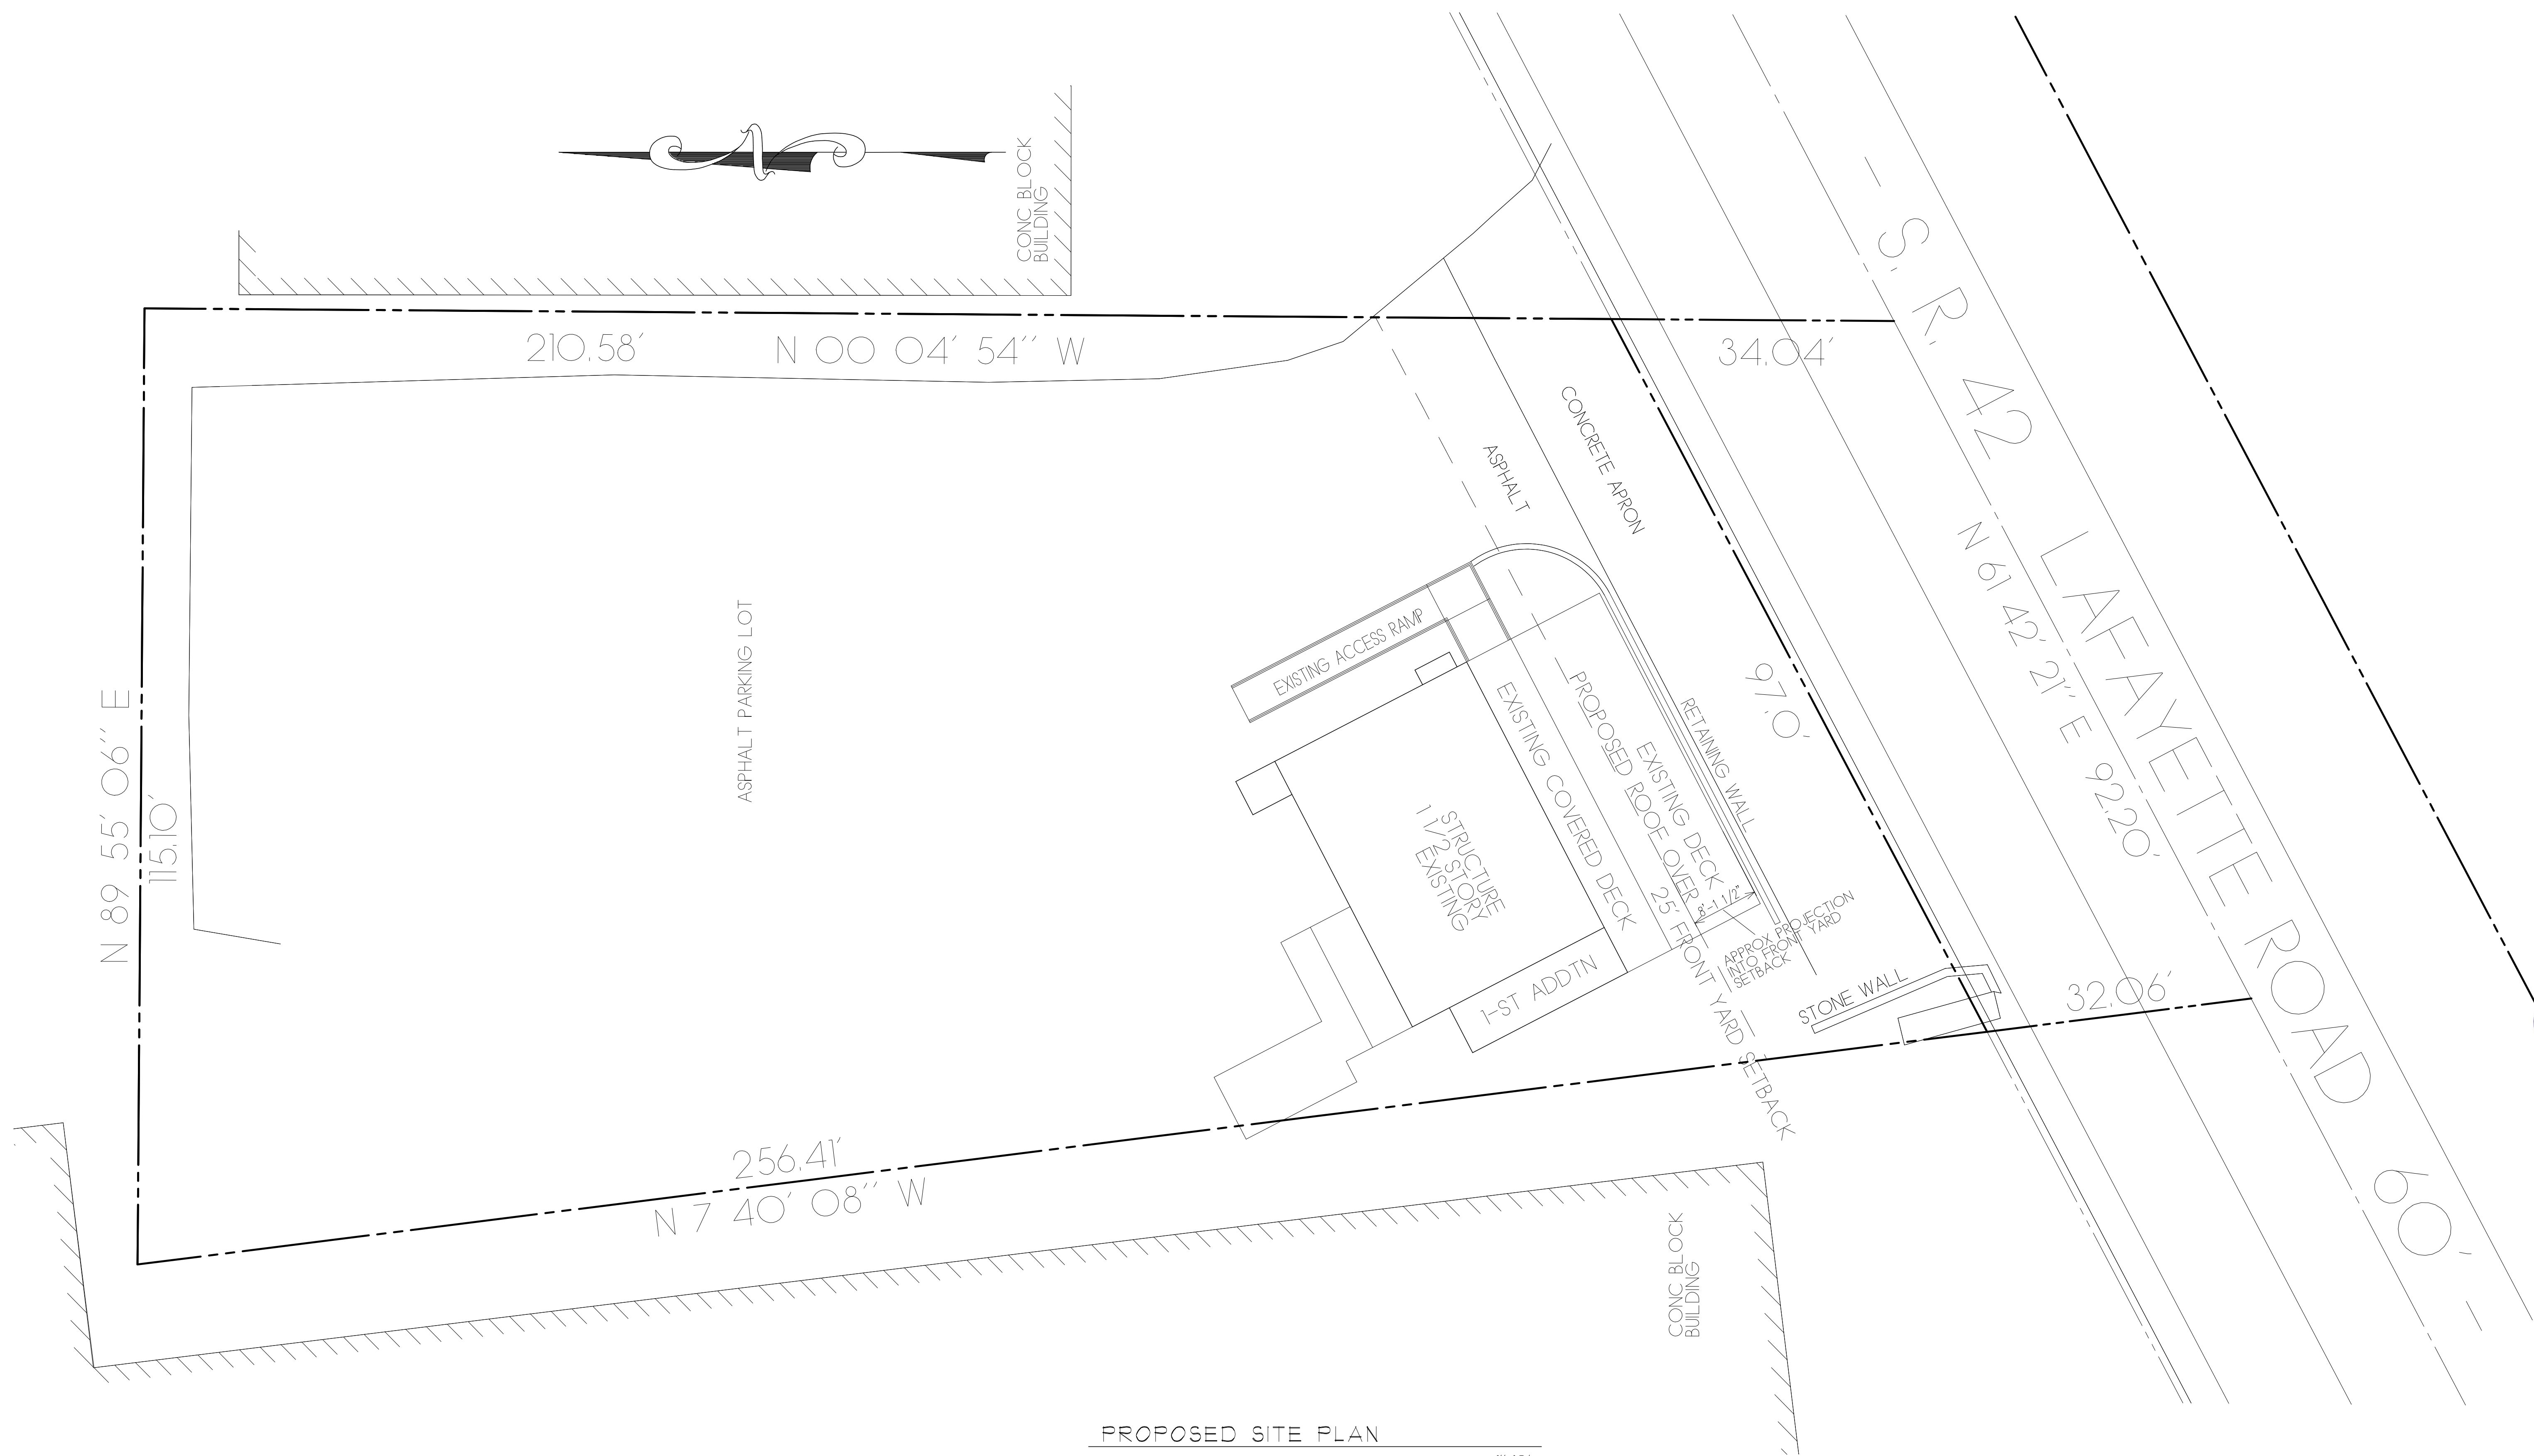 N
CONC BLOCK
BUILDING
210.58'
N 00 04' 54'' W
34.04'
S. R. 42 LAFAYETTE ROAD 60'
N 61 42' 21'' E 92.20'
CONCRETE APRON
ASPHALT
97.0'
EXISTING ACCESS RAMP
RETAINING WALL
EXISTING DECK
PROPOSED ROOF OVER
EXISTING COVERED DECK
EXISTING
1 1/2 STORY
STRUCTURE
8'-1 1/2"
APPROX PROJECTION
INTO FRONT YARD
SETBACK
25' FRONT YARD SETBACK
1-ST ADDTN
STONE WALL
32.06'
ASPHALT PARKING LOT
N 89 55' 06'' E
115.10'
256.41'
N 7 40' 08'' W
CONC BLOCK
BUILDING
PROPOSED SITE PLAN